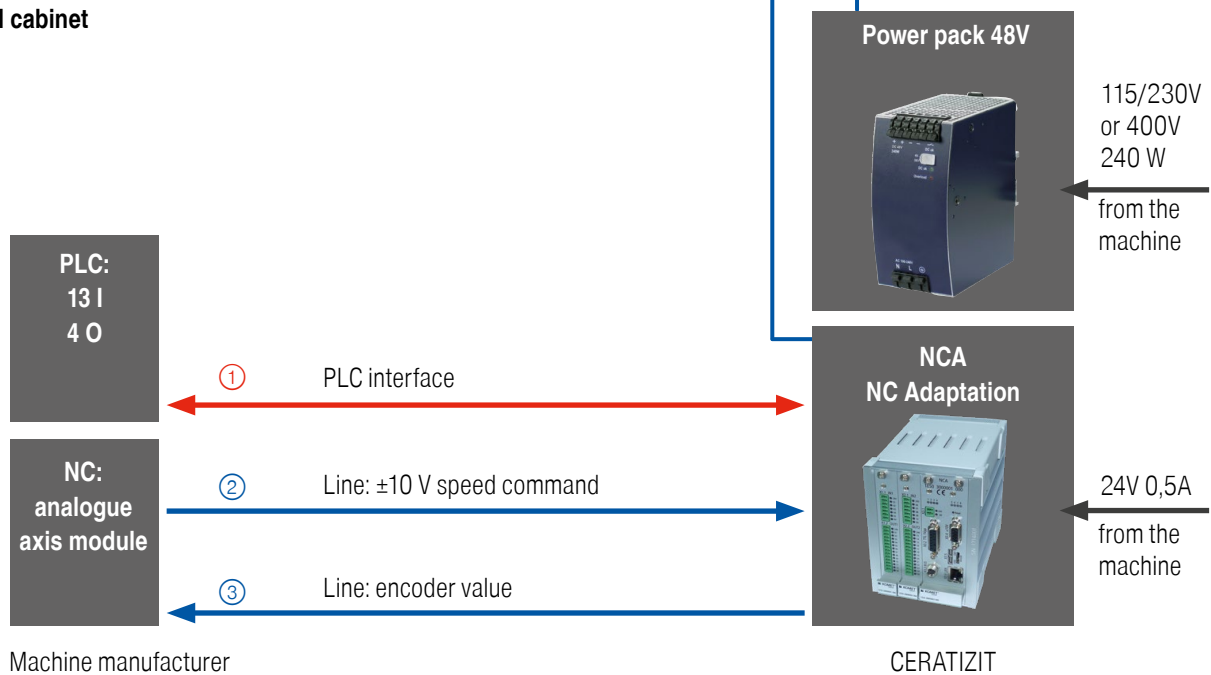 l cabinet
Power pack 48V
115/230V
or 400V
240 W
from the
machine
PLC:
13 I
4 O
NCA
NC Adaptation
① PLC interface
NC:
analogue
axis module
② Line: ±10 V speed command
24V 0,5A
from the
machine
③ Line: encoder value
Machine manufacturer
CERATIZIT